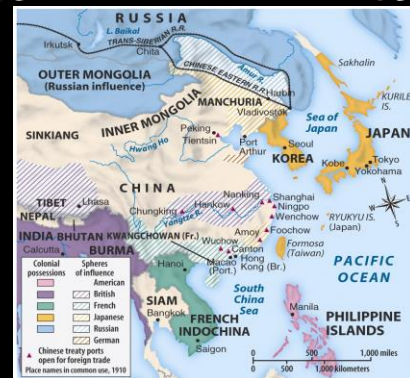 RUSSIA
L. Baikal
Irkutsk
TRANS-SIBERIAN R.R.
Chita
Sakhalin
Amur R.
CHINESE EASTERN R.R.
OUTER MONGOLIA
(Russian influence)
KURILE
IS.
Harbin
MANCHURIA
Vladivostok
INNER MONGOLIA
Sea of
Japan
SINKIANG
Peking
Tientsin
Port
Arthur
Seoul
KOREA
JAPAN
Hwang Ho
Tokyo
Kobe
Yokohama
CHINA
Nanking
Shanghai
Ningpo
Wenchow
Foochow
TIBET
Lhasa
Hankow
Chungking
Yangtze R.
RYUKYU IS.
(Japan)
NEPAL
INDIA
BHUTAN
KWANGCHOWAN (Fr.)
Amoy
Formosa
(Taiwan)
Calcutta
BURMA
Wuchow
Canton
Hong
Kong (Br.)
Macao
(Port.)
Hanoi
PACIFIC
OCEAN
South
China
Sea
SIAM
Bangkok
FRENCH
INDOCHINA
Saigon
Manila
PHILIPPINE
ISLANDS
Colonial
possessions
Spheres
of influence
American
British
French
Japanese
Russian
German
Chinese treaty ports
open for foreign trade
Place names in common use, 1910
0 500 1,000 miles
0 500 1,000 kilometers